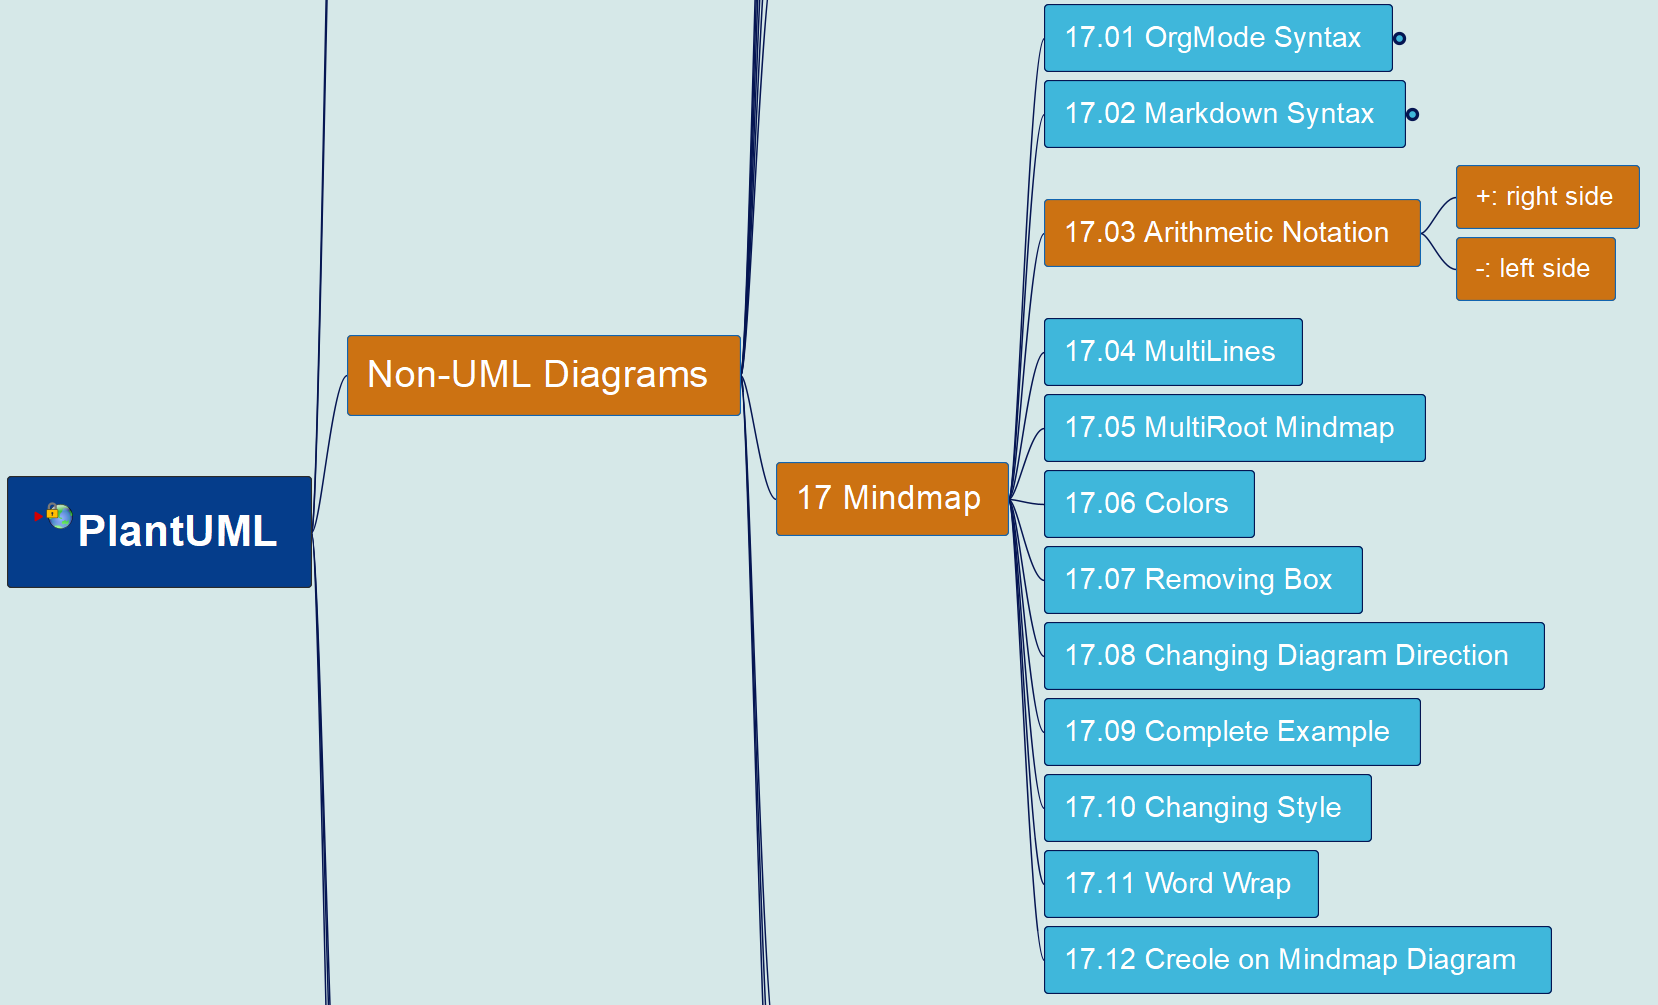 PlantUML
Non-UML Diagrams
17 Mindmap
17.01 OrgMode Syntax
17.02 Markdown Syntax
17.03 Arithmetic Notation
+: right side
-: left side
17.04 MultiLines
17.05 MultiRoot Mindmap
17.06 Colors
17.07 Removing Box
17.08 Changing Diagram Direction
17.09 Complete Example
17.10 Changing Style
17.11 Word Wrap
17.12 Creole on Mindmap Diagram